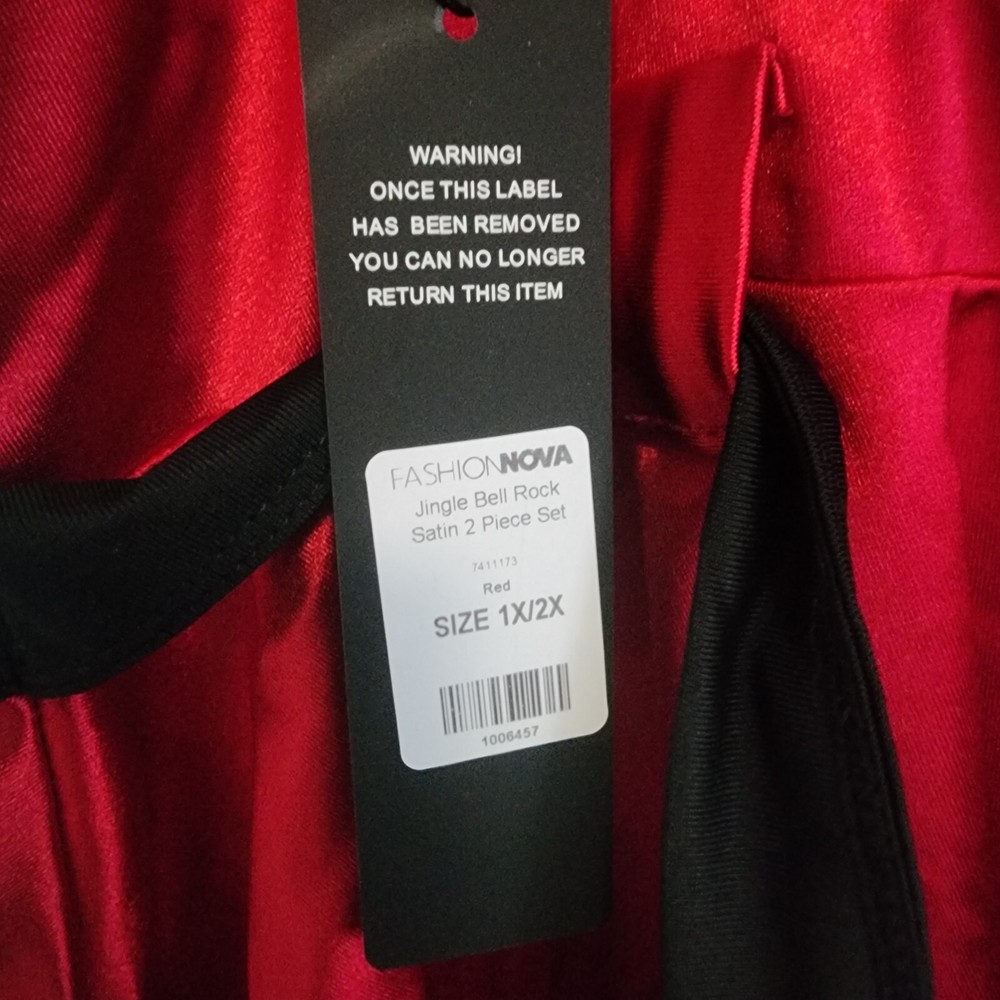 WARNING!
ONCE THIS LABEL
HAS BEEN REMOVED
YOU CAN NO LONGER
RETURN THIS ITEM
FASHIONNOVA
Jingle Bell Rock
Satin 2 Piece Set
7411173
Red
SIZE 1X/2X
1006457